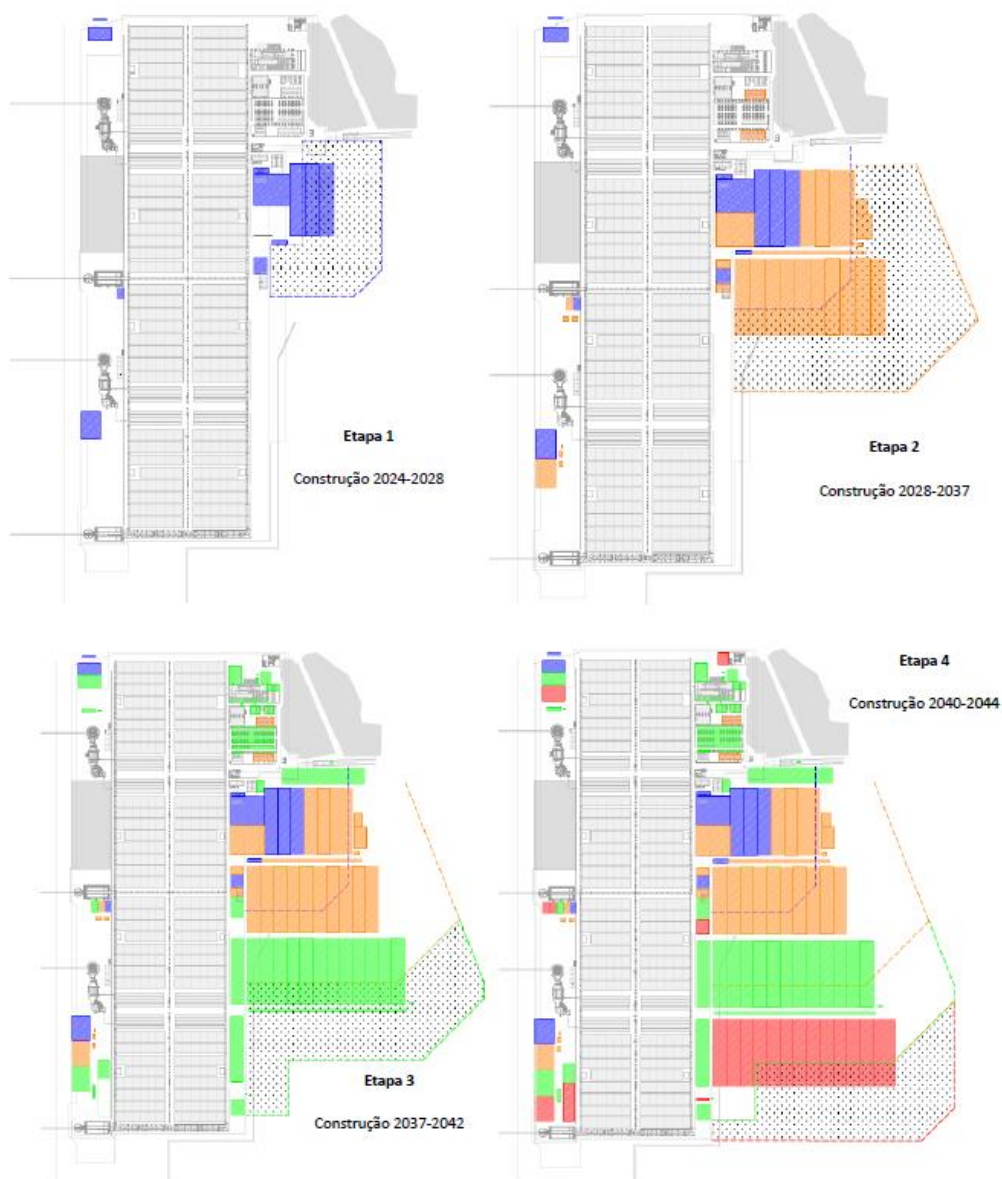 Etapa 1
Construção 2024-2028
Etapa 2
Construção 2028-2037
Etapa 3
Construção 2037-2042
Etapa 4
Construção 2040-2044